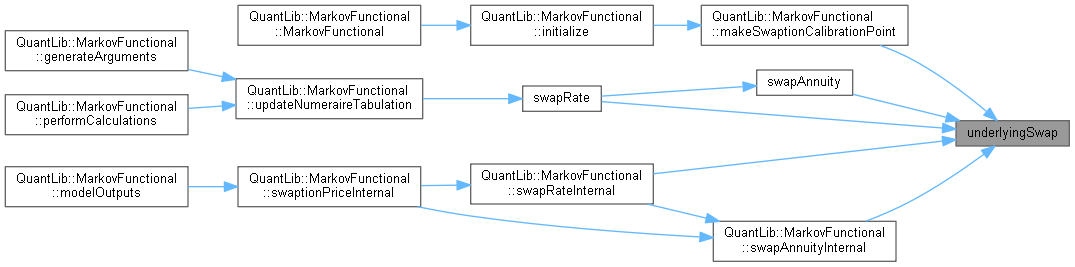 QuantLib::MarkovFunctional
::MarkovFunctional
QuantLib::MarkovFunctional
::initialize
QuantLib::MarkovFunctional
::makeSwaptionCalibrationPoint
QuantLib::MarkovFunctional
::generateArguments
QuantLib::MarkovFunctional
::updateNumeraireTabulation
swapRate
swapAnnuity
QuantLib::MarkovFunctional
::performCalculations
underlyingSwap
QuantLib::MarkovFunctional
::modelOutputs
QuantLib::MarkovFunctional
::swaptionPriceInternal
QuantLib::MarkovFunctional
::swapRateInternal
QuantLib::MarkovFunctional
::swapAnnuityInternal